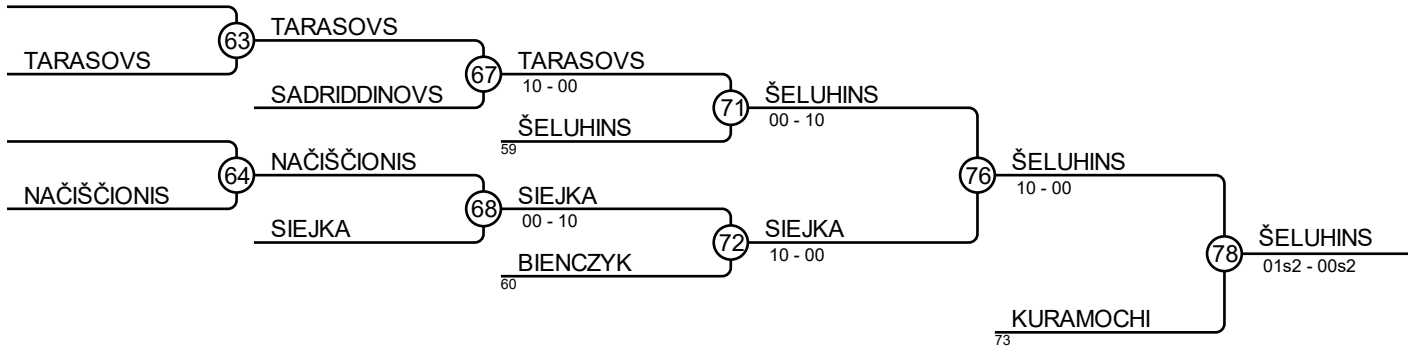 63
TARASOVS
TARASOVS
67
TARASOVS
10 - 00
SADRIDDINOVS
71
ŠELUHINS
00 - 10
ŠELUHINS
59
NAČIŠČIONIS
64
NAČIŠČIONIS
76
ŠELUHINS
10 - 00
68
SIEJKA
00 - 10
SIEJKA
72
SIEJKA
10 - 00
BIENCZYK
60
78
ŠELUHINS
01s2 - 00s2
KURAMOCHI
73